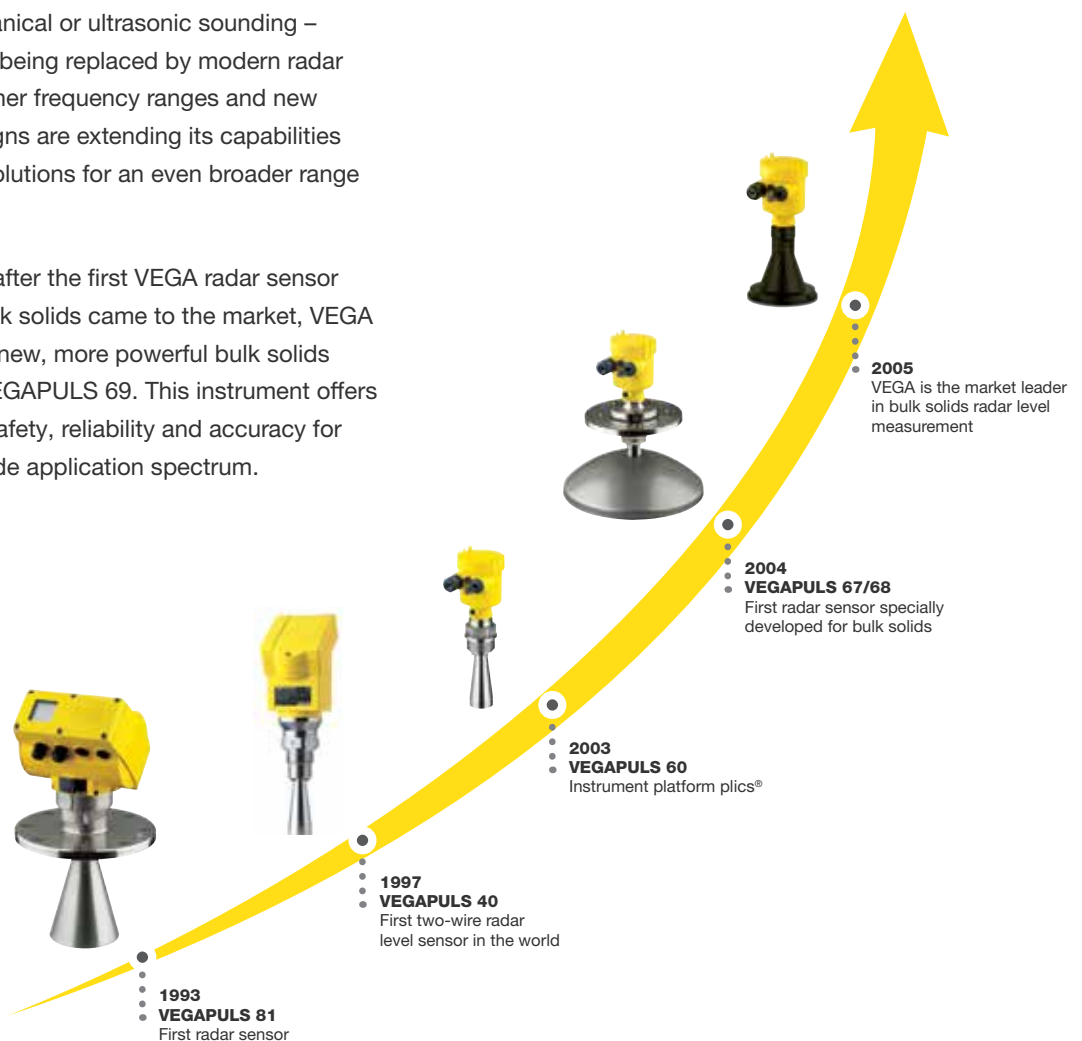 anical or ultrasonic sounding –
being replaced by modern radar
her frequency ranges and new
gns are extending its capabilities
olutions for an even broader range
after the first VEGA radar sensor
k solids came to the market, VEGA
new, more powerful bulk solids
EGAPULS 69. This instrument offers
afety, reliability and accuracy for
de application spectrum.
2005
VEGA is the market leader
in bulk solids radar level
measurement
2004
VEGAPULS 67/68
First radar sensor specially
developed for bulk solids
2003
VEGAPULS 60
Instrument platform plics®
1997
VEGAPULS 40
First two-wire radar
level sensor in the world
1993
VEGAPULS 81
First radar sensor